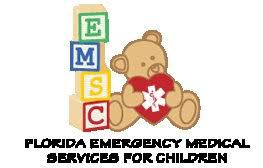 E
M
S
C
FLORIDA EMERGENCY MEDICAL
SERVICES FOR CHILDREN